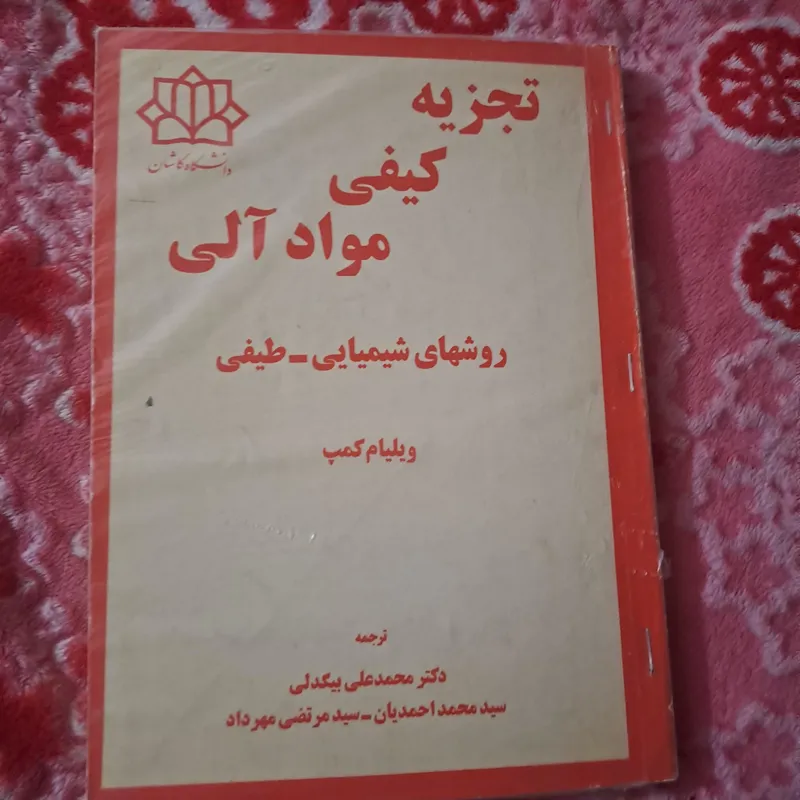 دانشگاه کاشان
تجزیه
کیفی
مواد آلی
روشهای شیمیایی ـ طیفی
ویلیام کمپ
ترجمه
دکتر محمدعلی بیگدلی
سید محمد احمدیان ـ سید مرتضی مهرداد